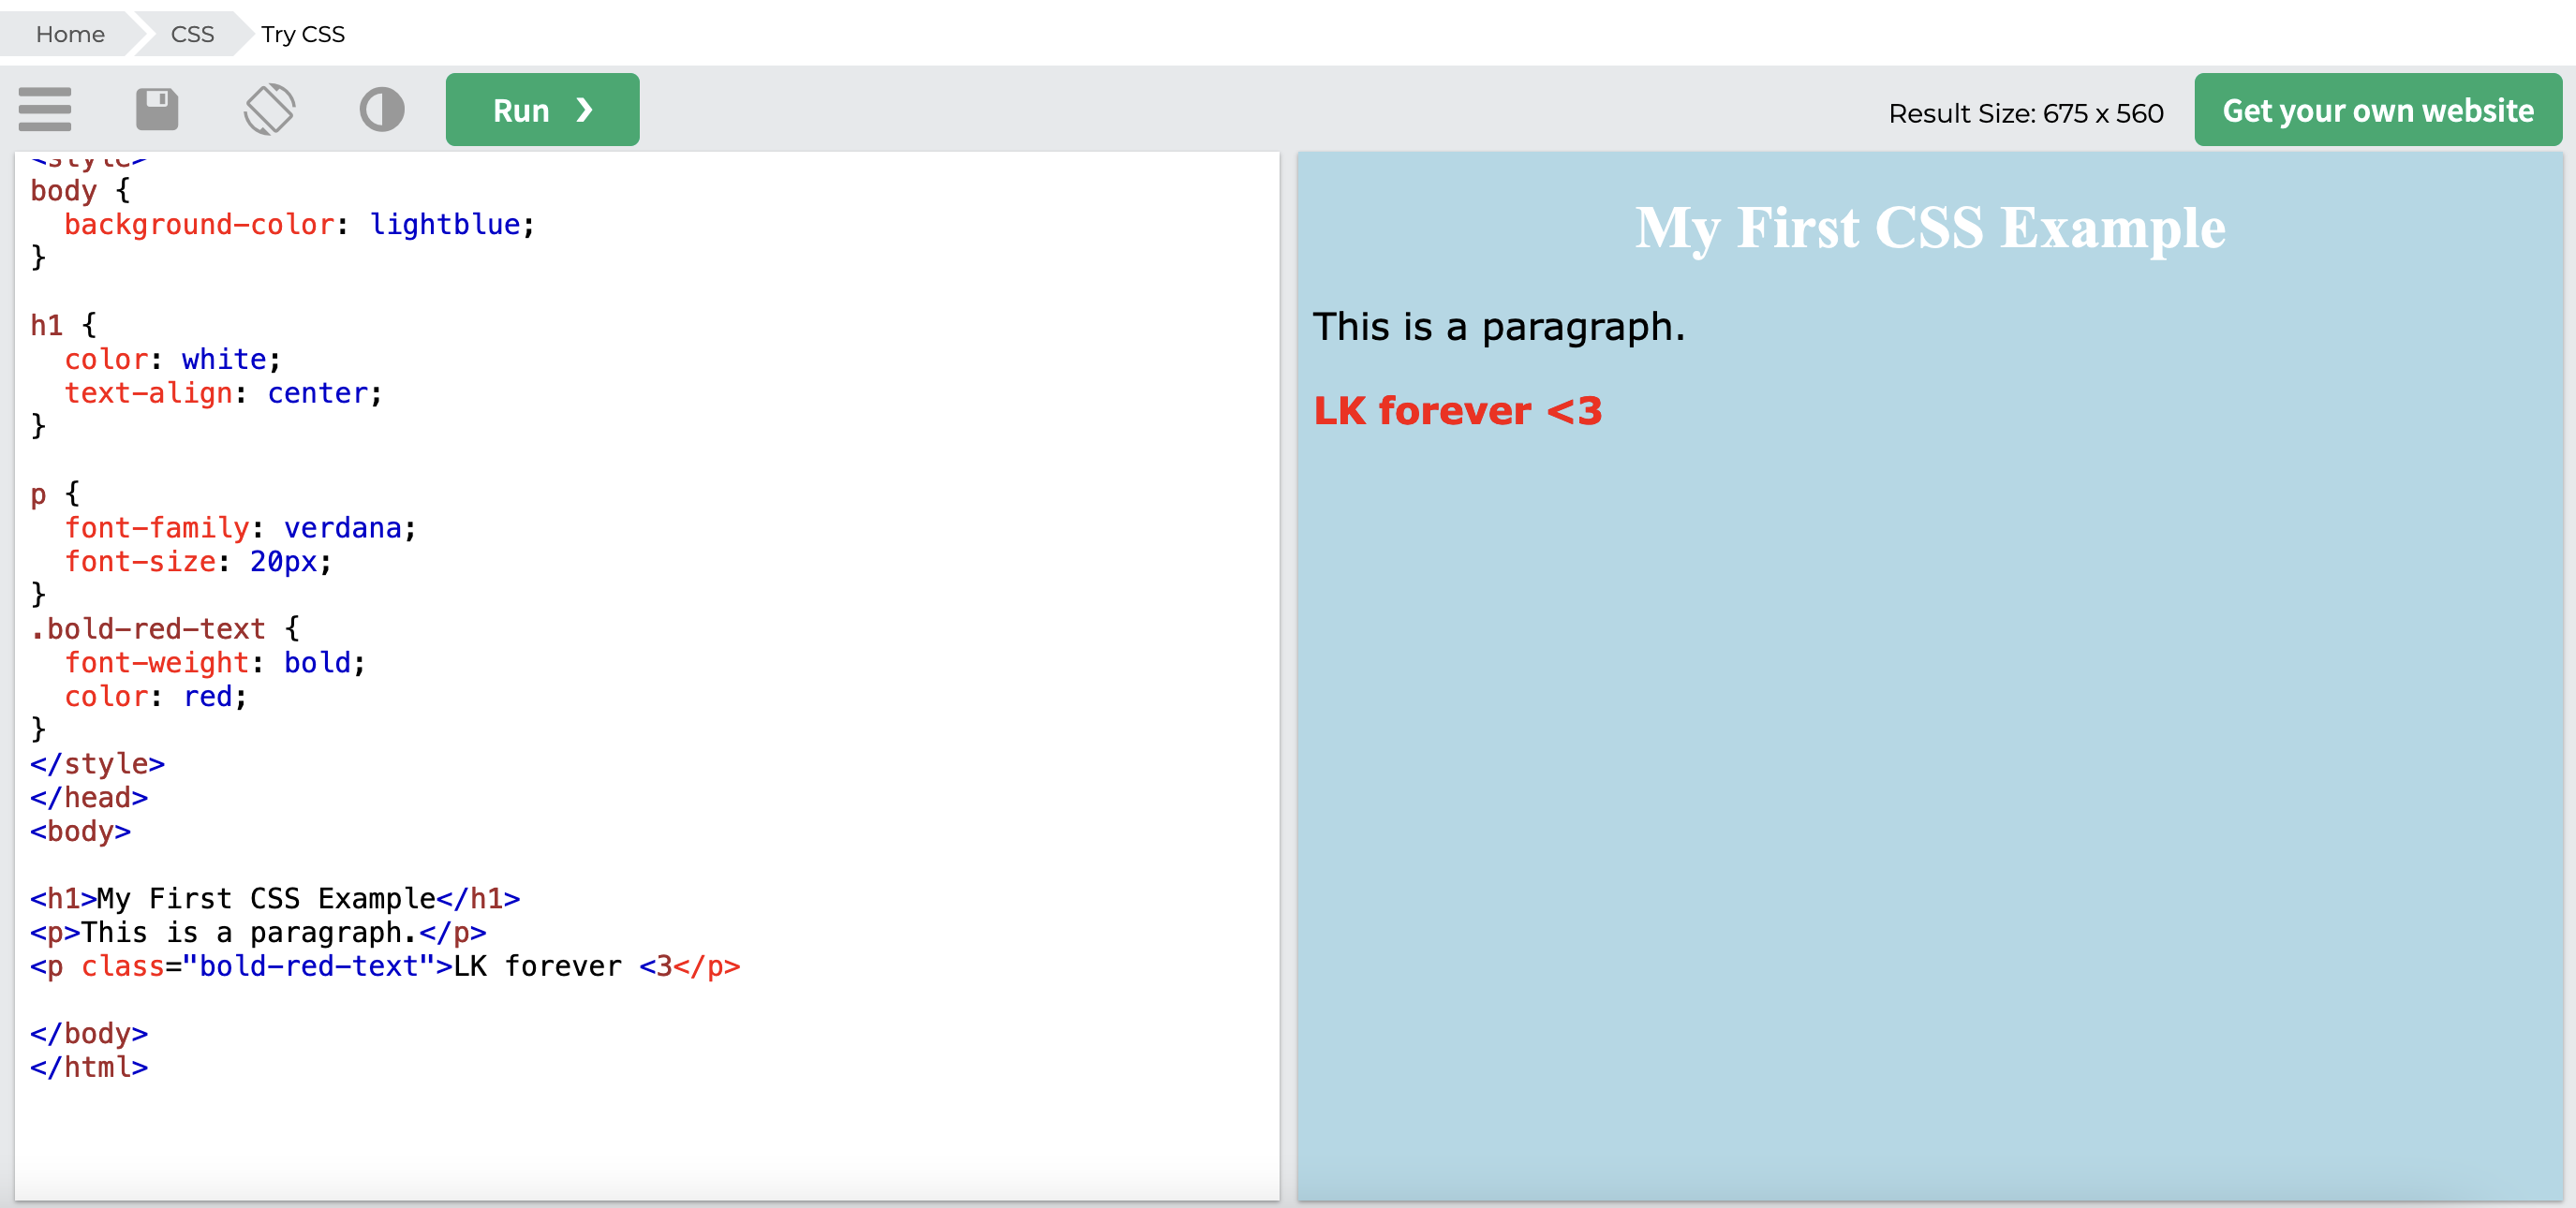 Home CSS Try CSS
Run ❯ Result Size: 675 x 560 Get your own website
<style>
body {
  background-color: lightblue;
}

h1 {
  color: white;
  text-align: center;
}

p {
  font-family: verdana;
  font-size: 20px;
}
.bold-red-text {
  font-weight: bold;
  color: red;
}
</style>
</head>
<body>

<h1>My First CSS Example</h1>
<p>This is a paragraph.</p>
<p class="bold-red-text">LK forever <3</p>

</body>
</html>
My First CSS Example
This is a paragraph.
LK forever <3